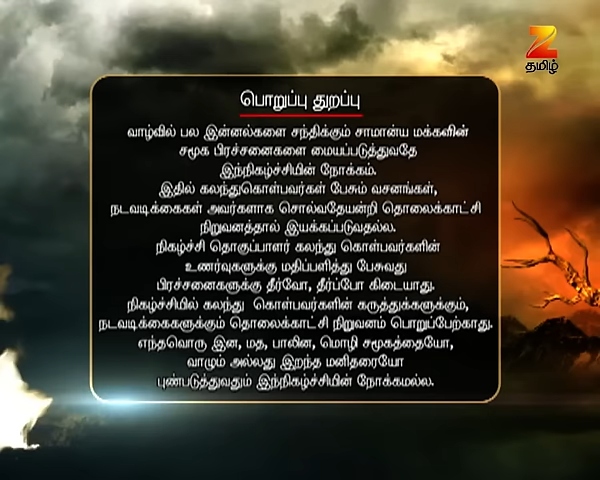 தமிழ்
பொறுப்பு துறப்பு
வாழ்வில் பல இன்னல்களை சந்திக்கும் சாமான்ய மக்களின்
சமூக பிரச்சனைகளை மையப்படுத்துவதே
இந்நிகழ்ச்சியின் நோக்கம்.
இதில் கலந்துகொள்பவர்கள் பேசும் வசனங்கள்,
நடவடிக்கைகள் அவர்களாக சொல்வதேயன்றி தொலைக்காட்சி
நிறுவனத்தால் இயக்கப்படுவதல்ல.
நிகழ்ச்சி தொகுப்பாளர் கலந்து கொள்பவர்களின்
உணர்வுகளுக்கு மதிப்பளித்து பேசுவது
பிரச்சனைகளுக்கு தீர்வோ, தீர்ப்போ கிடையாது.
நிகழ்ச்சியில் கலந்து கொள்பவர்களின் கருத்துக்களுக்கும்,
நடவடிக்கைகளுக்கும் தொலைக்காட்சி நிறுவனம் பொறுப்பேற்காது.
எந்தவொரு இன, மத, பாலின, மொழி சமூகத்தையோ,
வாழும் அல்லது இறந்த மனிதரையோ
புண்படுத்துவதும் இந்நிகழ்ச்சியின் நோக்கமல்ல.